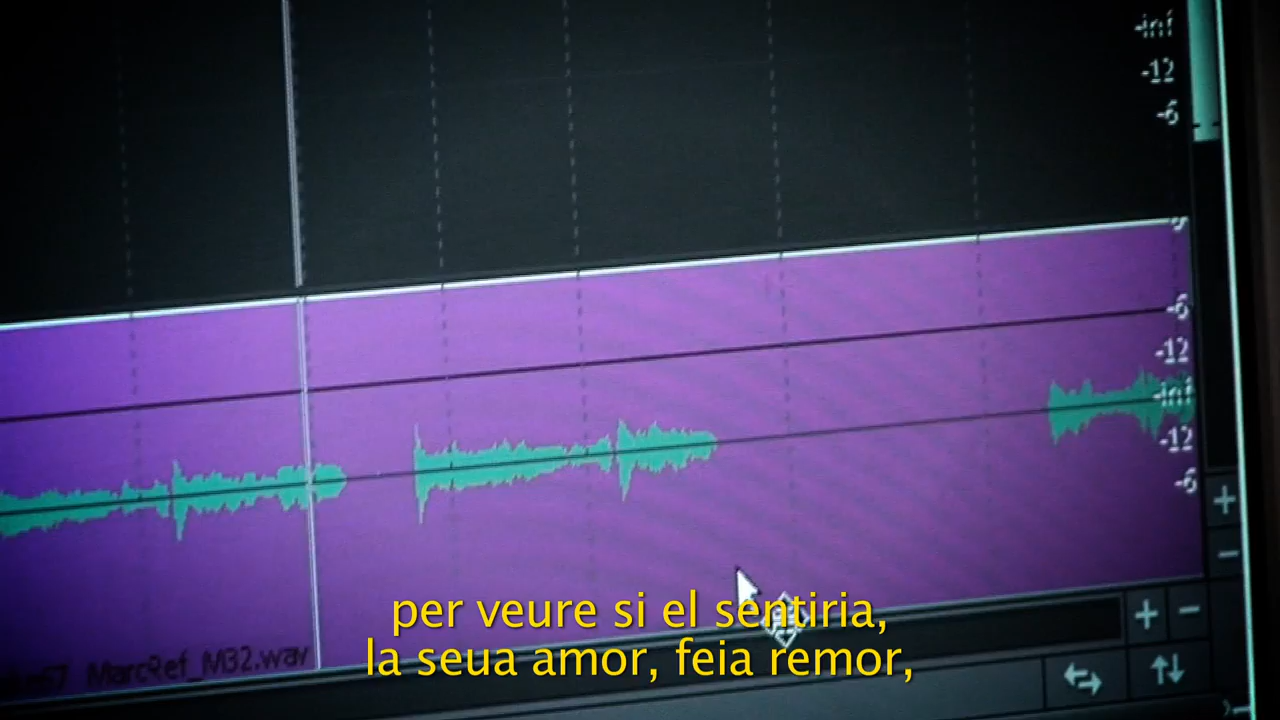 -inf
-12
-6
-6
-12
-inf
-12
-6
MarcRef_M32.wav
per veure si el sentiria,
la seua amor, feia remor,